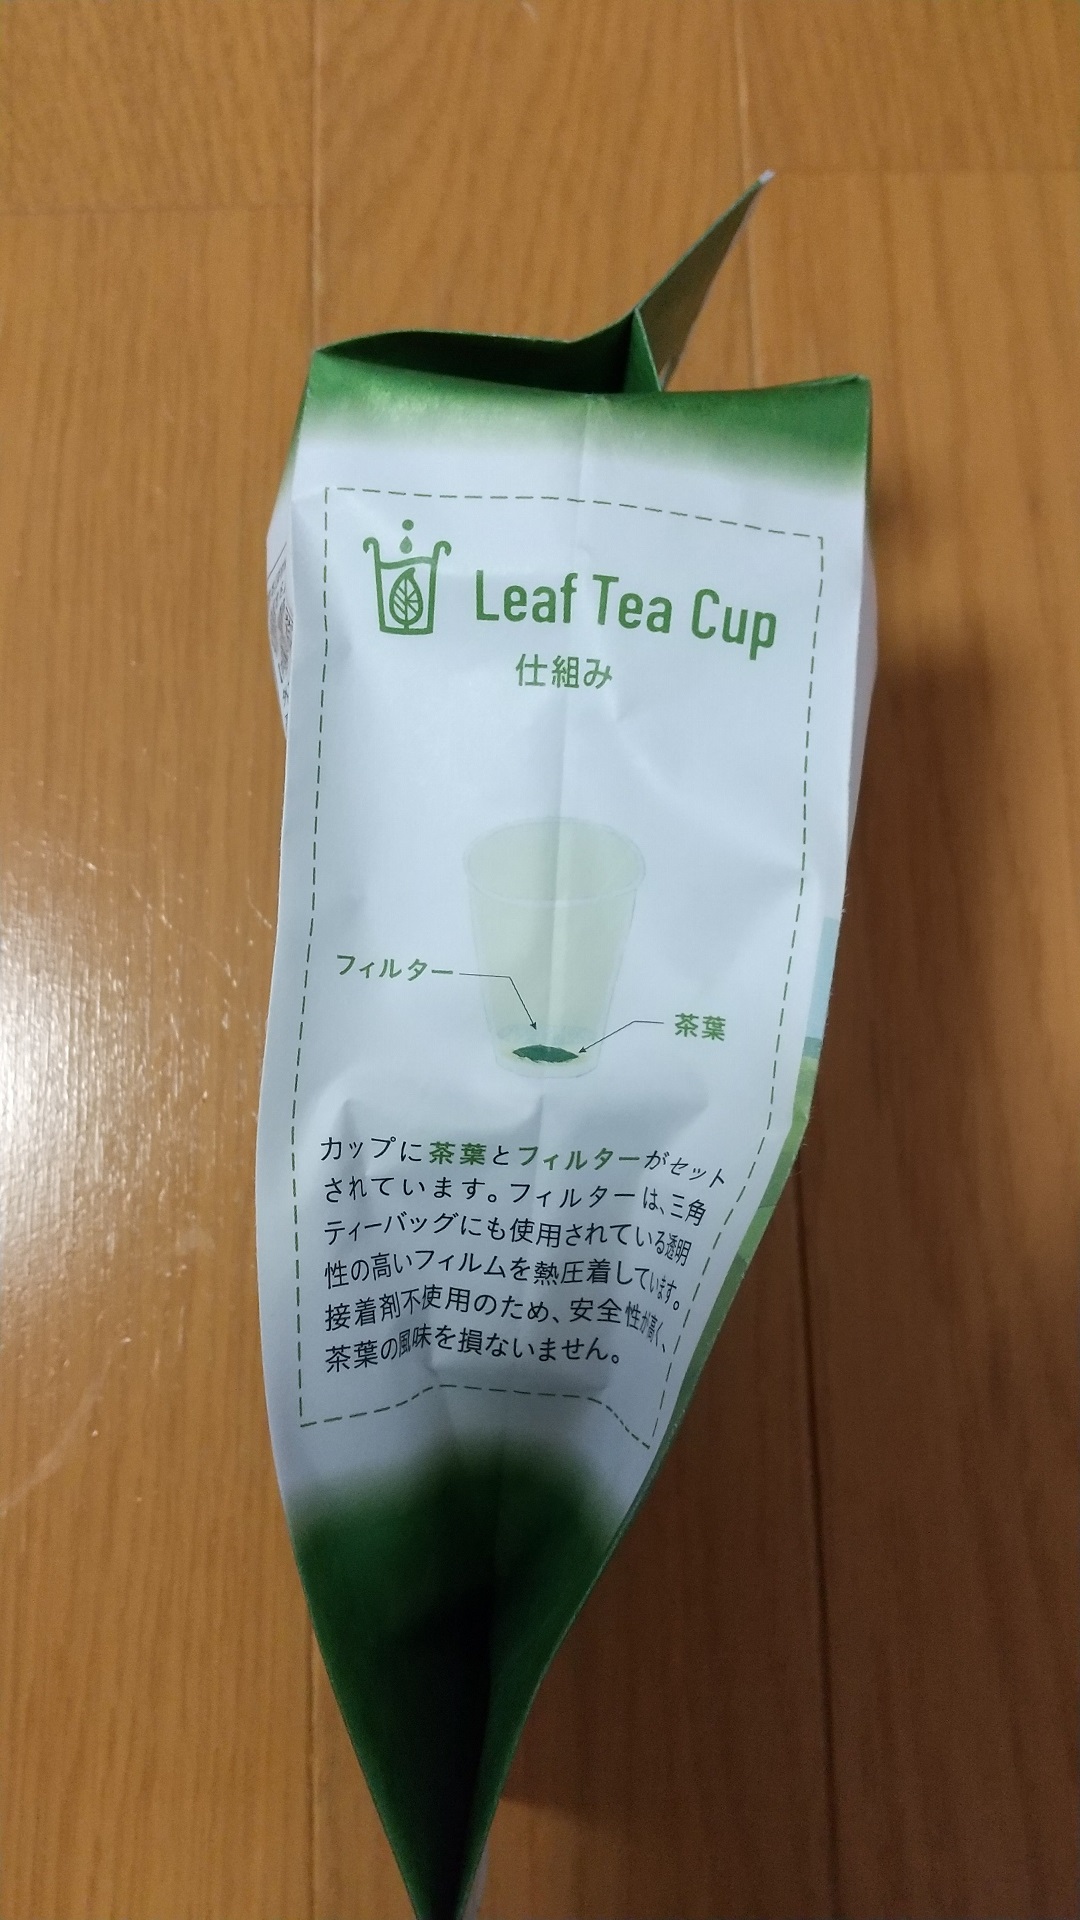 Leaf Tea Cup
仕組み
フィルター
茶葉
カップに茶葉とフィルターがセット
されています。フィルターは、三角
ティーバッグにも使用されている透明
性の高いフィルムを熱圧着しています。
接着剤不使用のため、安全性が高く、
茶葉の風味を損ないません。